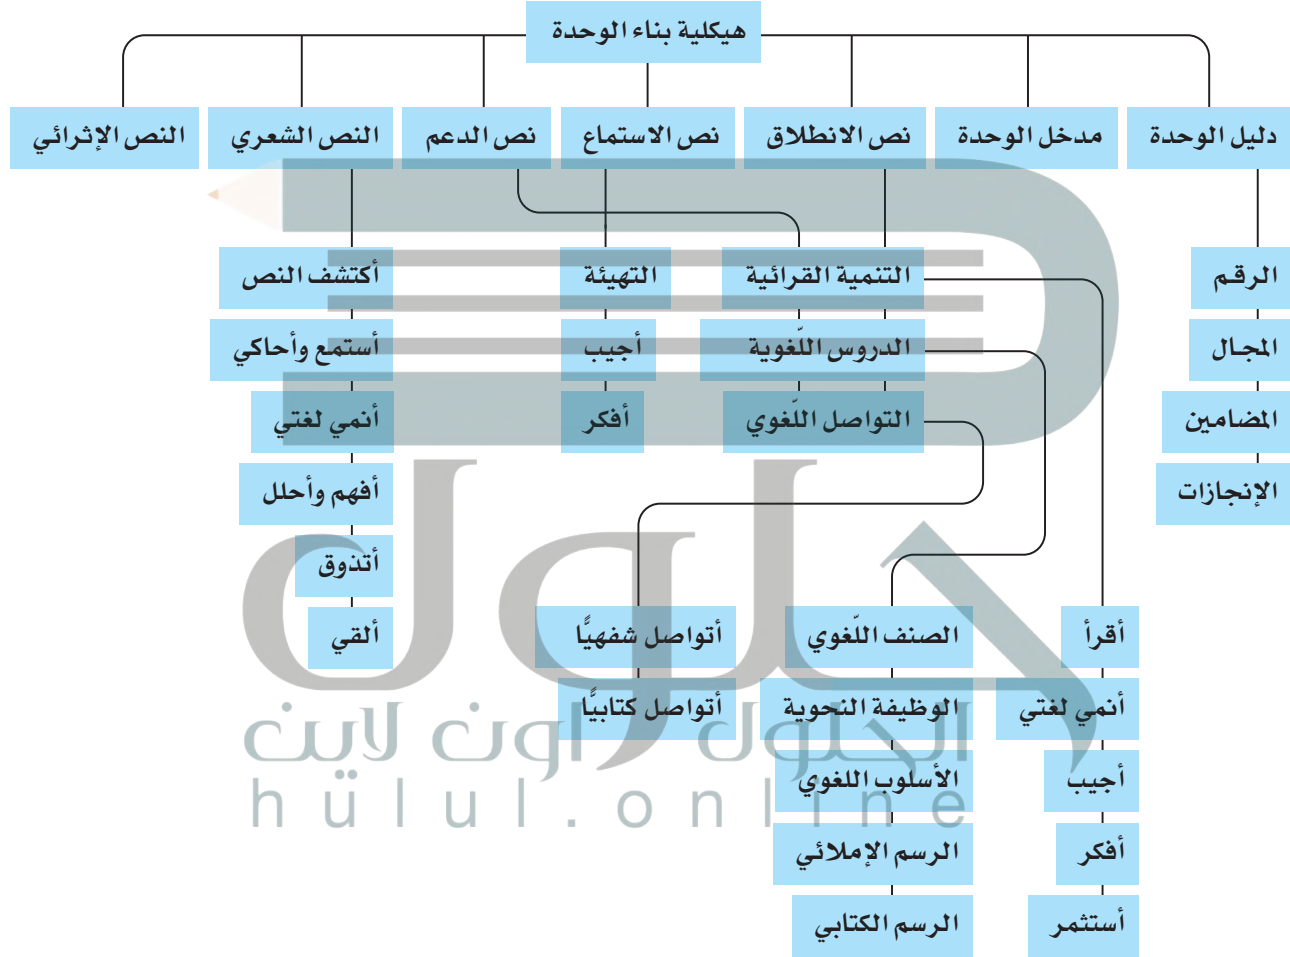 هيكلية بناء الوحدة
دليل الوحدة
مدخل الوحدة
نص الانطلاق
نص الاستماع
نص الدعم
النص الشعري
النص الإثرائي
الرقم
المجال
المضامين
الإنجازات
التنمية القرائية
الدروس اللّغوية
التواصل اللّغوي
التهيئة
أجيب
أفكر
أكتشف النص
أستمع وأحاكي
أنمي لغتي
أفهم وأحلل
أتذوق
ألقي
أقرأ
أنمي لغتي
أجيب
أفكر
أستثمر
الصنف اللّغوي
الوظيفة النحوية
الأسلوب اللغوي
الرسم الإملائي
الرسم الكتابي
أتواصل شفهيًّا
أتواصل كتابيًّا
حلول
الحلول اون لاين
hülul.online